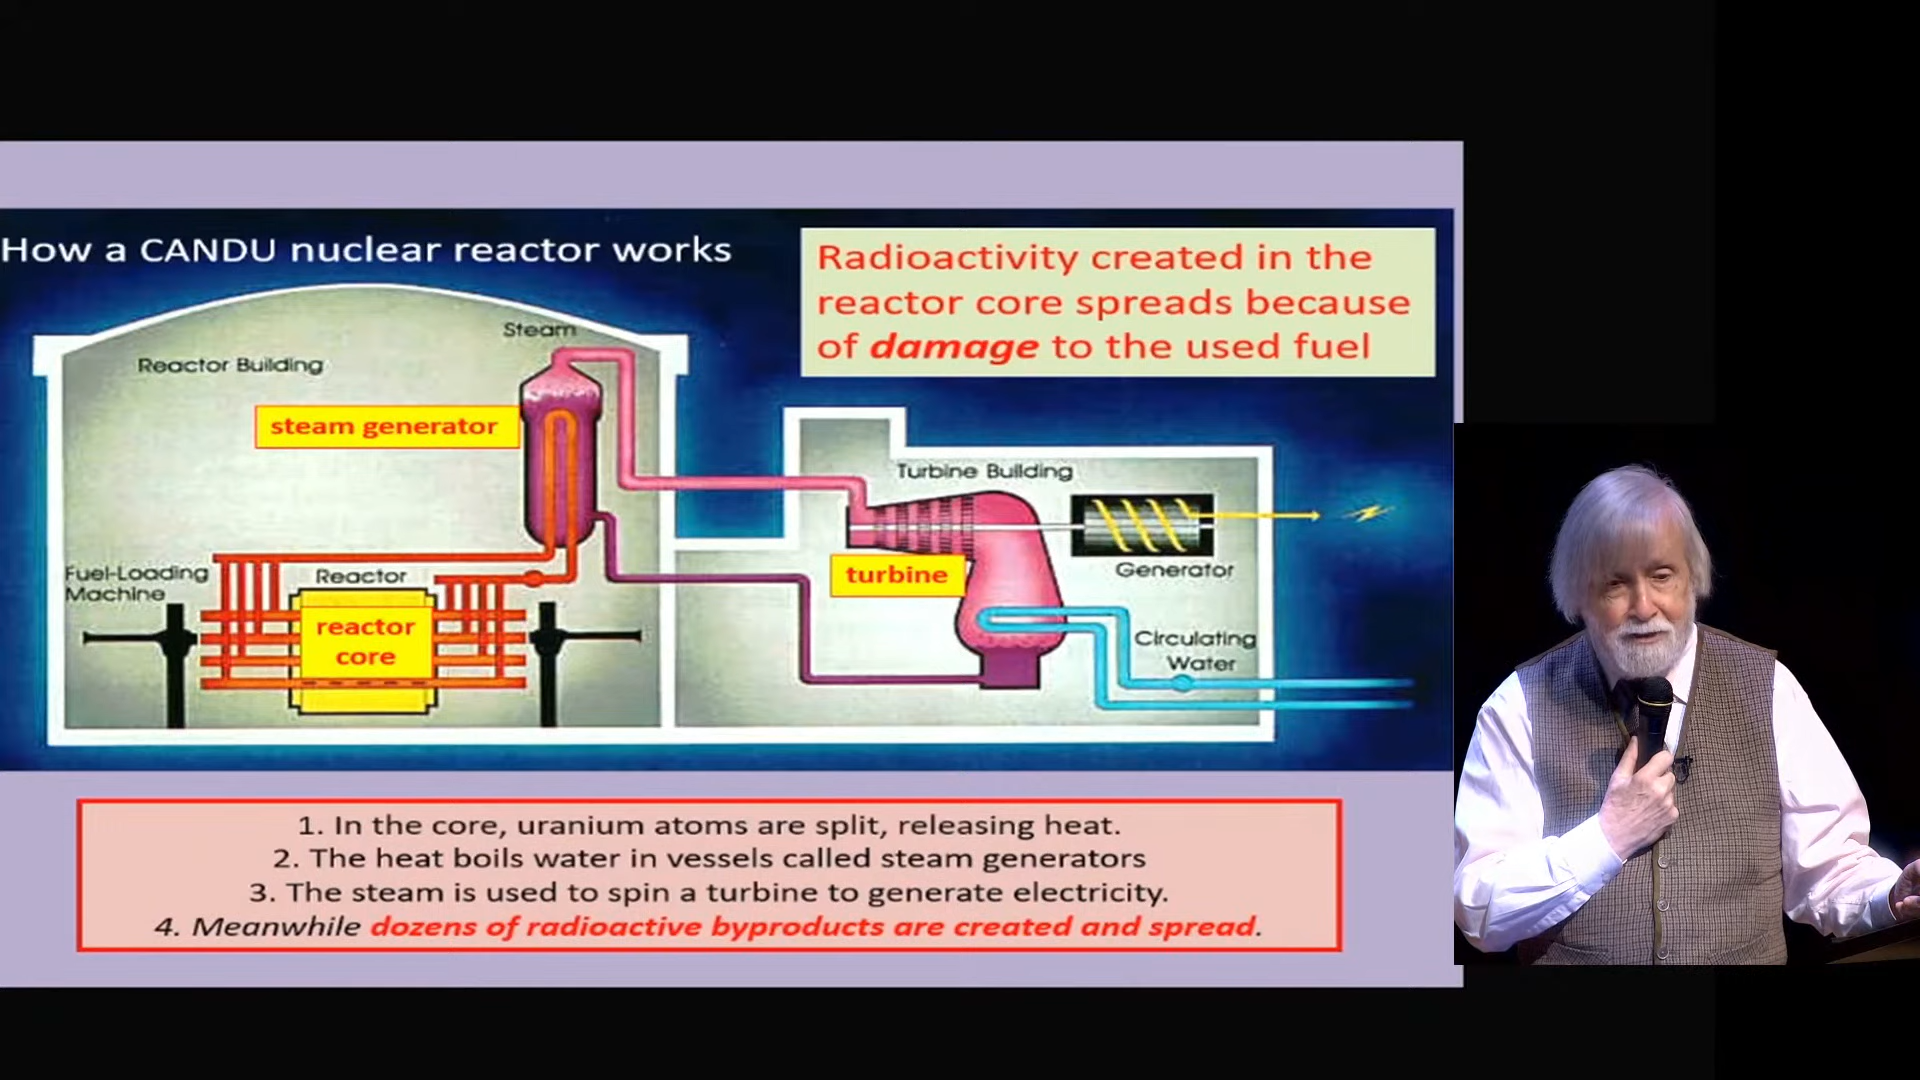 How a CANDU nuclear reactor works
Radioactivity created in the
reactor core spreads because
of damage to the used fuel
Steam
Reactor Building
steam generator
Turbine Building
Fuel-Loading
Machine
Reactor
reactor
core
turbine
Generator
Circulating
Water
1. In the core, uranium atoms are split, releasing heat.
2. The heat boils water in vessels called steam generators
3. The steam is used to spin a turbine to generate electricity.
4. Meanwhile dozens of radioactive byproducts are created and spread.